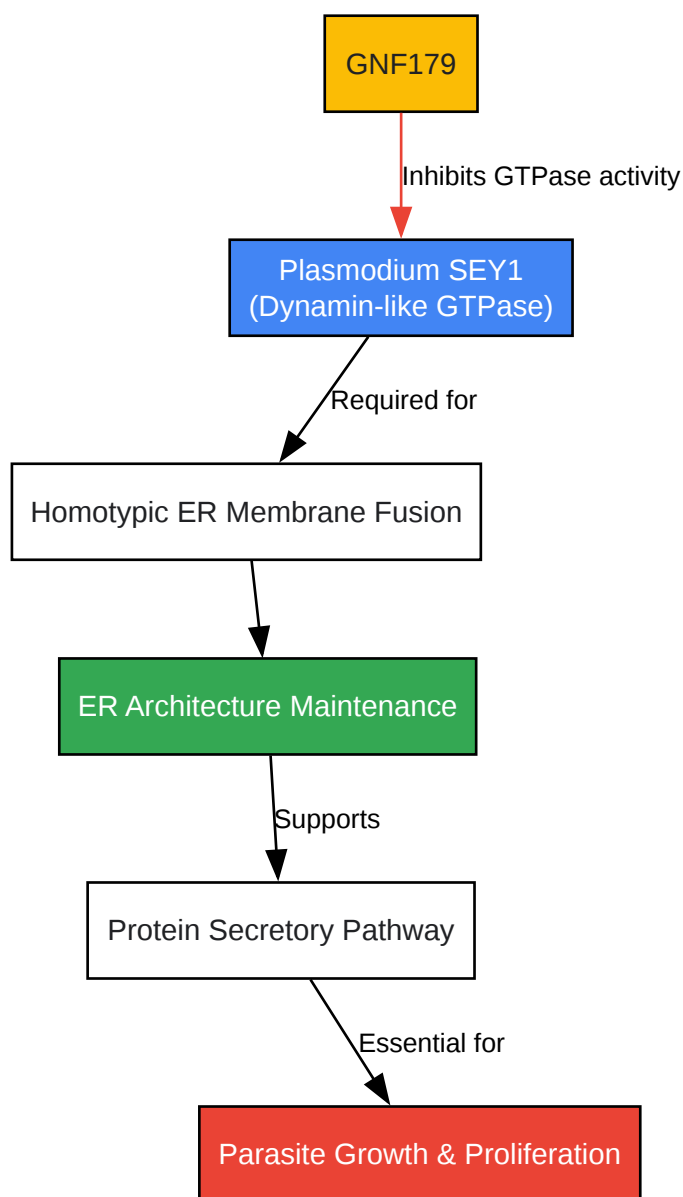 GNF179
Inhibits GTPase activity
Plasmodium SEY1
(Dynamin-like GTPase)
Required for
Homotypic ER Membrane Fusion
ER Architecture Maintenance
Supports
Protein Secretory Pathway
Essential for
Parasite Growth & Proliferation